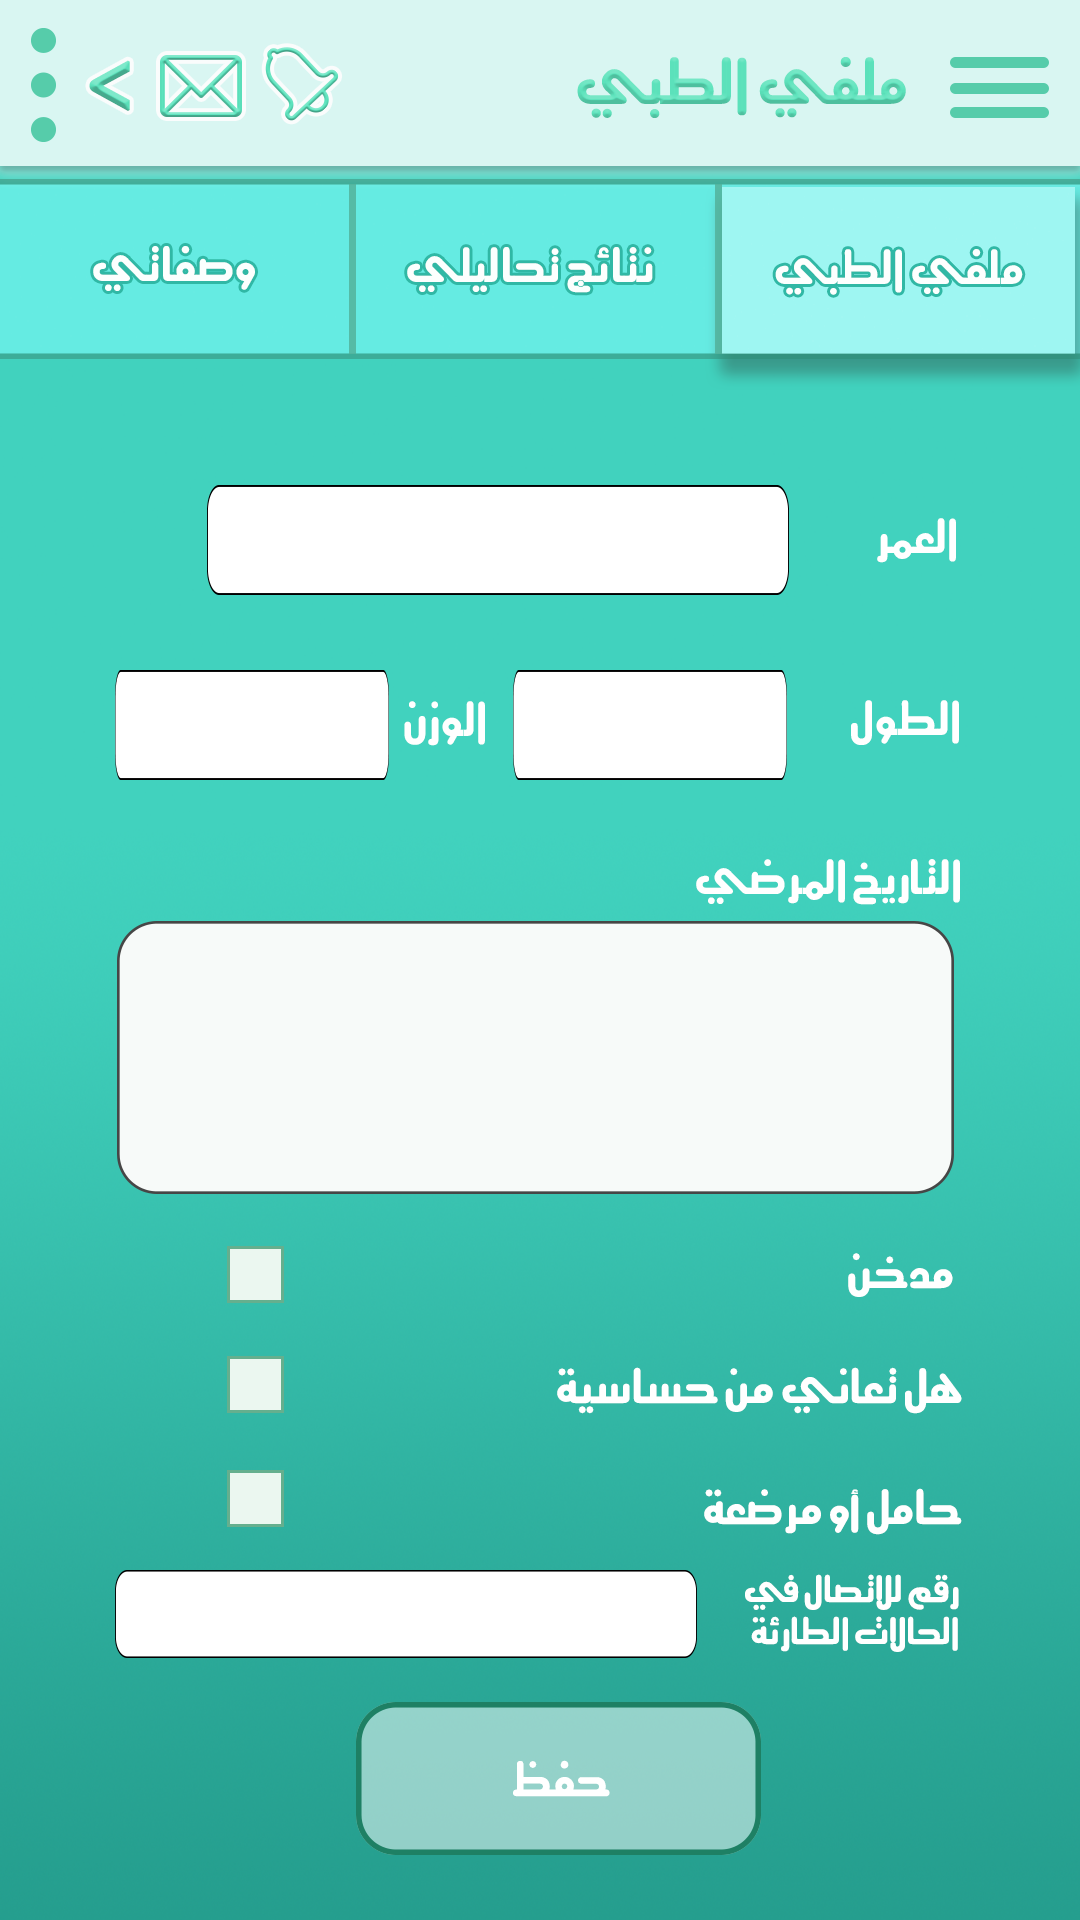 ملفي الطبي
ملفي الطبي
نتائج تحاليلي
وصفاتي
العمر
الطول
الوزن
التاريخ المرضي
مدخن
هل تعاني من حساسية
حامل أو مرضعة
رقم للاتصال في
الحالات الطارئة
حفظ